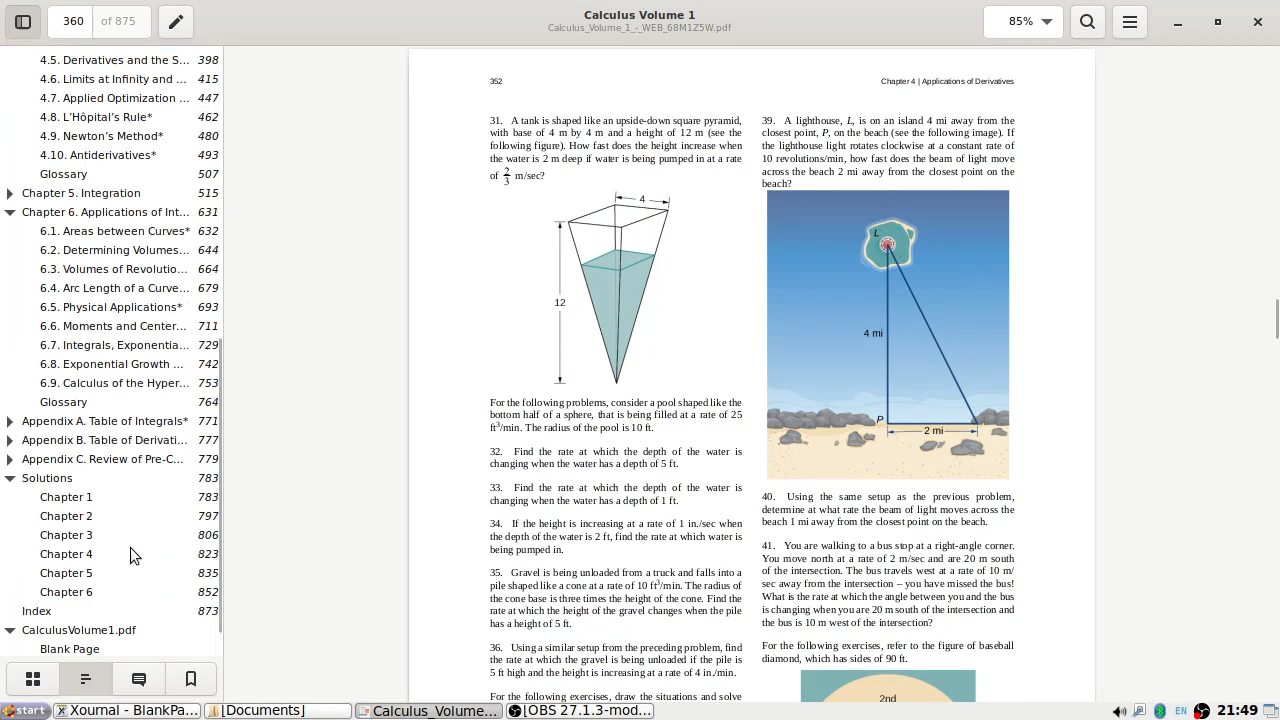 360
of 875
Calculus Volume 1
Calculus_Volume_1_-_WEB_68M1Z5W.pdf
85%
4.5. Derivatives and the S... 398
4.6. Limits at Infinity and ... 415
4.7. Applied Optimization ... 447
4.8. L'Hôpital's Rule* 462
4.9. Newton's Method* 480
4.10. Antiderivatives* 493
Glossary 507
Chapter 5. Integration 515
Chapter 6. Applications of Int... 631
6.1. Areas between Curves* 632
6.2. Determining Volumes... 644
6.3. Volumes of Revolutio... 664
6.4. Arc Length of a Curve... 679
6.5. Physical Applications* 693
6.6. Moments and Center... 711
6.7. Integrals, Exponentia... 729
6.8. Exponential Growth ... 742
6.9. Calculus of the Hyper... 753
Glossary 764
Appendix A. Table of Integrals* 771
Appendix B. Table of Derivati... 777
Appendix C. Review of Pre-C... 779
Solutions 783
Chapter 1 783
Chapter 2 797
Chapter 3 806
Chapter 4 823
Chapter 5 835
Chapter 6 852
Index 873
CalculusVolume1.pdf
Blank Page
352
Chapter 4 | Applications of Derivatives
31. A tank is shaped like an upside-down square pyramid,
with base of 4 m by 4 m and a height of 12 m (see the
following figure). How fast does the height increase when
the water is 2 m deep if water is being pumped in at a rate
of 2/3 m/sec?
4
12
For the following problems, consider a pool shaped like the
bottom half of a sphere, that is being filled at a rate of 25
ft³/min. The radius of the pool is 10 ft.
32. Find the rate at which the depth of the water is
changing when the water has a depth of 5 ft.
33. Find the rate at which the depth of the water is
changing when the water has a depth of 1 ft.
34. If the height is increasing at a rate of 1 in./sec when
the depth of the water is 2 ft, find the rate at which water is
being pumped in.
35. Gravel is being unloaded from a truck and falls into a
pile shaped like a cone at a rate of 10 ft³/min. The radius of
the cone base is three times the height of the cone. Find the
rate at which the height of the gravel changes when the pile
has a height of 5 ft.
36. Using a similar setup from the preceding problem, find
the rate at which the gravel is being unloaded if the pile is
5 ft high and the height is increasing at a rate of 4 in./min.
For the following exercises, draw the situations and solve
39. A lighthouse, L, is on an island 4 mi away from the
closest point, P, on the beach (see the following image). If
the lighthouse light rotates clockwise at a constant rate of
10 revolutions/min, how fast does the beam of light move
across the beach 2 mi away from the closest point on the
beach?
L
4 mi
P
2 mi
40. Using the same setup as the previous problem,
determine at what rate the beam of light moves across the
beach 1 mi away from the closest point on the beach.
41. You are walking to a bus stop at a right-angle corner.
You move north at a rate of 2 m/sec and are 20 m south
of the intersection. The bus travels west at a rate of 10 m/
sec away from the intersection – you have missed the bus!
What is the rate at which the angle between you and the bus
is changing when you are 20 m south of the intersection and
the bus is 10 m west of the intersection?
For the following exercises, refer to the figure of baseball
diamond, which has sides of 90 ft.
2nd
start
Xournal - BlankPa...
[Documents]
Calculus_Volume...
[OBS 27.1.3-mod...
EN
21:49